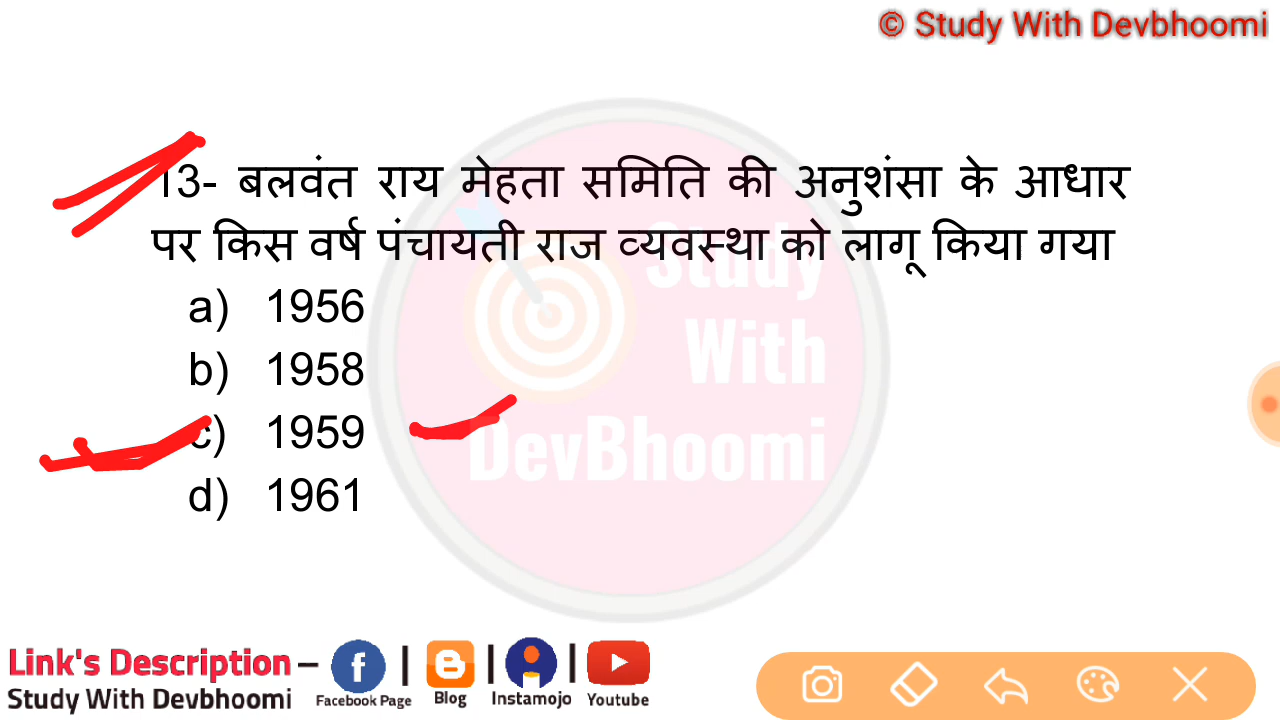 © Study With Devbhoomi
13- बलवंत राय मेहता समिति की अनुशंसा के आधार
पर किस वर्ष पंचायती राज व्यवस्था को लागू किया गया
a) 1956
b) 1958
c) 1959
d) 1961
Study
With
DevBhoomi
Link's Description –
Study With Devbhoomi
Facebook Page | Blog | Instamojo | Youtube